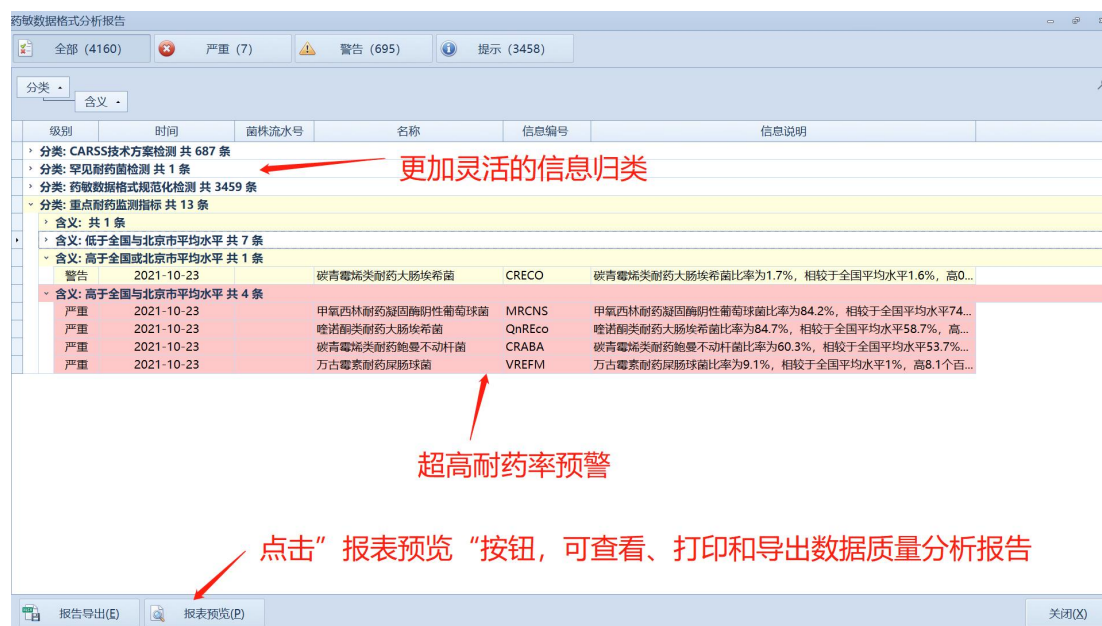 药敏数据格式分析报告
全部 (4160) 严重 (7) 警告 (695) 提示 (3458)
分类
含义
级别 时间 菌株流水号 名称 信息编号 信息说明
分类: CARSS技术方案检测 共 687 条
分类: 罕见耐药菌检测 共 1 条
更加灵活的信息归类
分类: 药敏数据格式规范化检测 共 3459 条
分类: 重点耐药监测指标 共 13 条
含义: 共 1 条
含义: 低于全国与北京市平均水平 共 7 条
含义: 高于全国或北京市平均水平 共 1 条
警告 2021-10-23 碳青霉烯类耐药大肠埃希菌 CRECO 碳青霉烯类耐药大肠埃希菌比率为1.7%，相较于全国平均水平1.6%，高0...
含义: 高于全国与北京市平均水平 共 4 条
严重 2021-10-23 甲氧西林耐药凝固酶阴性葡萄球菌 MRCNS 甲氧西林耐药凝固酶阴性葡萄球菌比率为84.2%，相较于全国平均水平74...
严重 2021-10-23 喹诺酮类耐药大肠埃希菌 QnREco 喹诺酮类耐药大肠埃希菌比率为84.7%，相较于全国平均水平58.7%，高...
严重 2021-10-23 碳青霉烯类耐药鲍曼不动杆菌 CRABA 碳青霉烯类耐药鲍曼不动杆菌比率为60.3%，相较于全国平均水平53.7%...
严重 2021-10-23 万古霉素耐药屎肠球菌 VREFM 万古霉素耐药屎肠球菌比率为9.1%，相较于全国平均水平1%，高8.1个百...
超高耐药率预警
点击”报表预览“按钮，可查看、打印和导出数据质量分析报告
报告导出(E) 报表预览(P) 关闭(X)